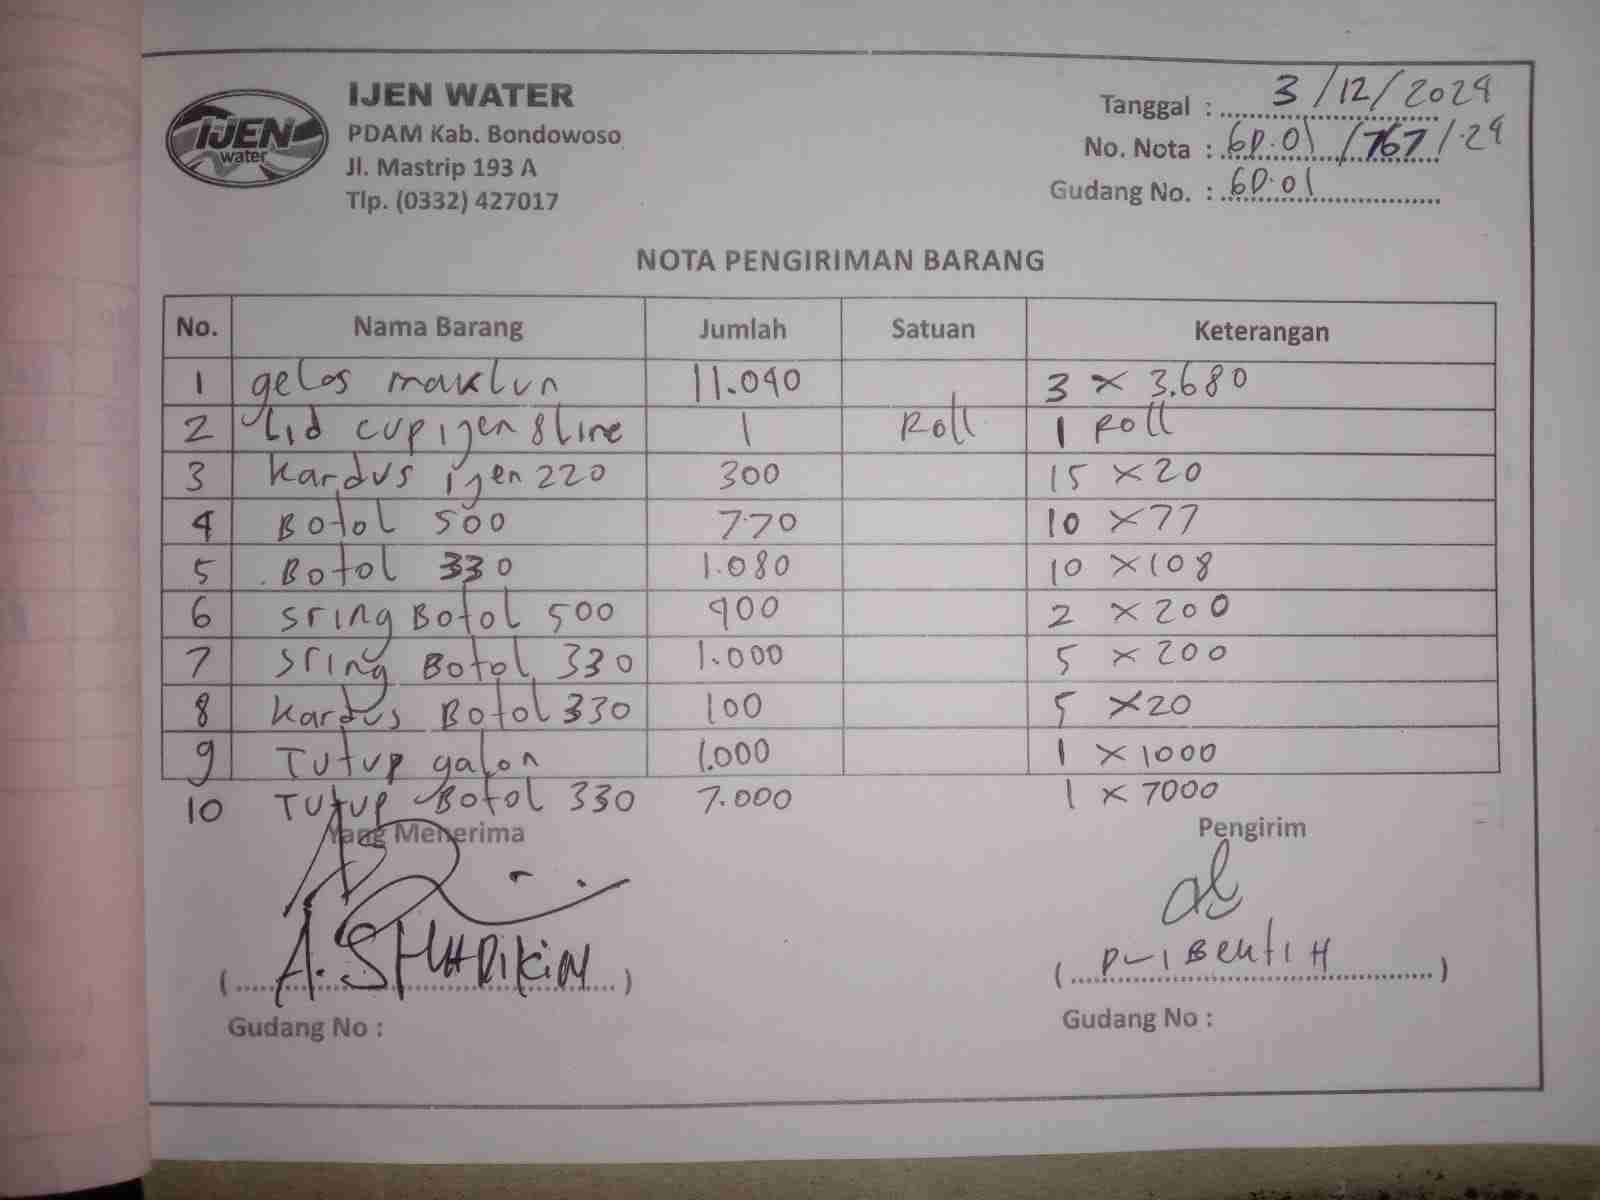 IJEN WATER
PDAM Kab. Bondowoso
Jl. Mastrip 193 A
Tlp. (0332) 427017
IJEN
water
Tanggal : 3/12/2024
No. Nota : GD.01/767/.24
Gudang No. : GD.01
NOTA PENGIRIMAN BARANG
No. Nama Barang Jumlah Satuan Keterangan
1 gelas maklun 11.040 3 x 3.680
2 Lid cup ijen 8 line 1 Roll 1 Roll
3 Kardus ijen 220 300 15 x 20
4 Botol 500 770 10 x 77
5 Botol 330 1.080 10 x 108
6 sring Botol 500 400 2 x 200
7 sring Botol 330 1.000 5 x 200
8 Kardus Botol 330 100 5 x 20
9 Tutup galon 1.000 1 x 1000
10 Tutup Botol 330 7.000 1 x 7000
Yang Menerima Pengirim
(A. SHHADIKIN) ()
Gudang No : Gudang No :